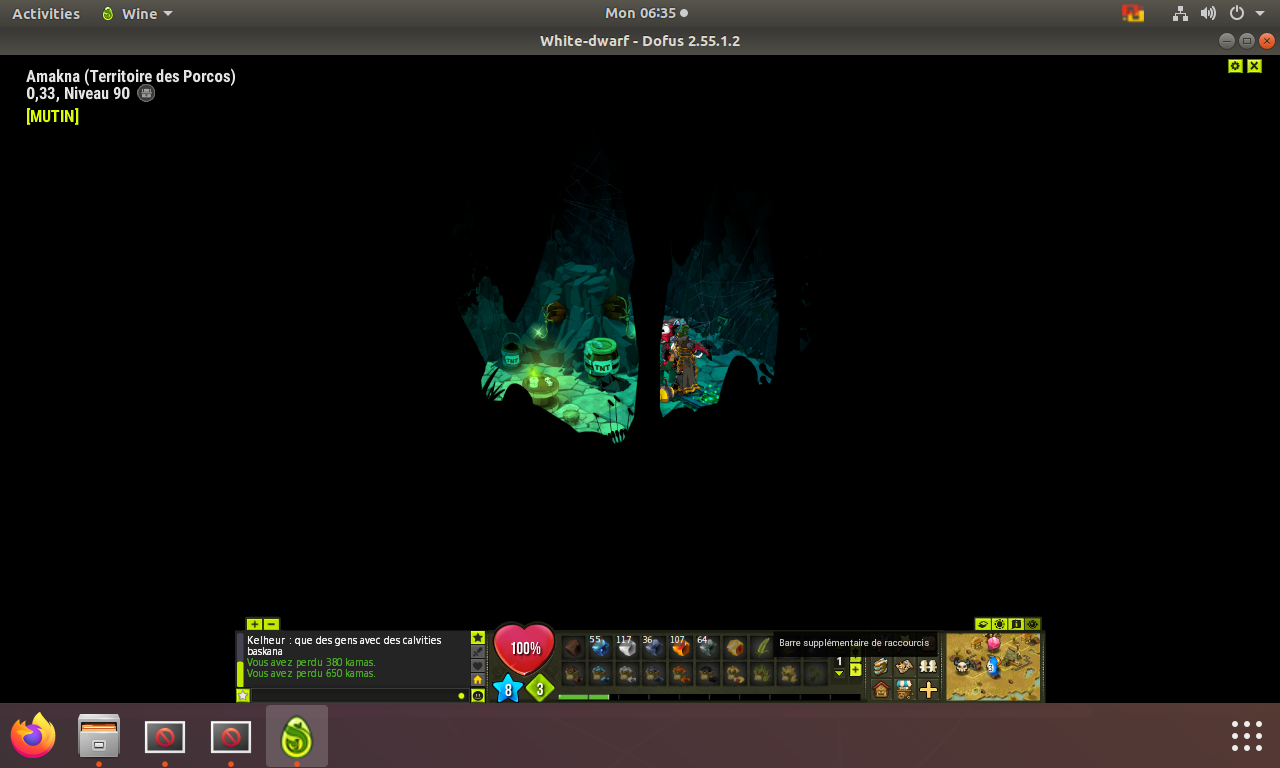 Activities
Wine
Mon 06:35
White-dwarf - Dofus 2.55.1.2
Amakna (Territoire des Porcos)
0,33, Niveau 90
[MUTIN]
TNT
TNT
Kelheur : que des gens avec des calvities
baskana
Vous avez perdu 380 kamas.
Vous avez perdu 650 kamas.
100%
8
3
55
117
36
107
64
Barre supplémentaire de raccourcis
1